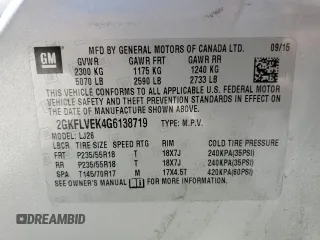 GM
MFD BY GENERAL MOTORS OF CANADA LTD. 09/15
GVWR GAWR FRT GAWR RR
2300 KG 1175 KG 1240 KG
5070 LB 2590 LB 2733 LB
THIS VEHICLE CONFORMS TO ALL APPLICABLE U.S. FEDERAL MOTOR
VEHICLE SAFETY, BUMPER, AND THEFT PREVENTION STANDARDS
IN EFFECT ON THE DATE OF MANUFACTURE SHOWN ABOVE.
2GKFLVEK4G6138719 TYPE: M.P.V.
MODEL: LJ26
LBCR TIRE SIZE SPEED RTG RIM COLD TIRE PRESSURE
FRT P235/55R18 T 18X7J 240KPA(35PSI)
RR P235/55R18 T 18X7J 240KPA(35PSI)
SPA T145/70R17 M 17X4.5T 420KPA(60PSI)
SEE OWNER'S MANUAL FOR MORE INFORMATION.
©REDiMBID